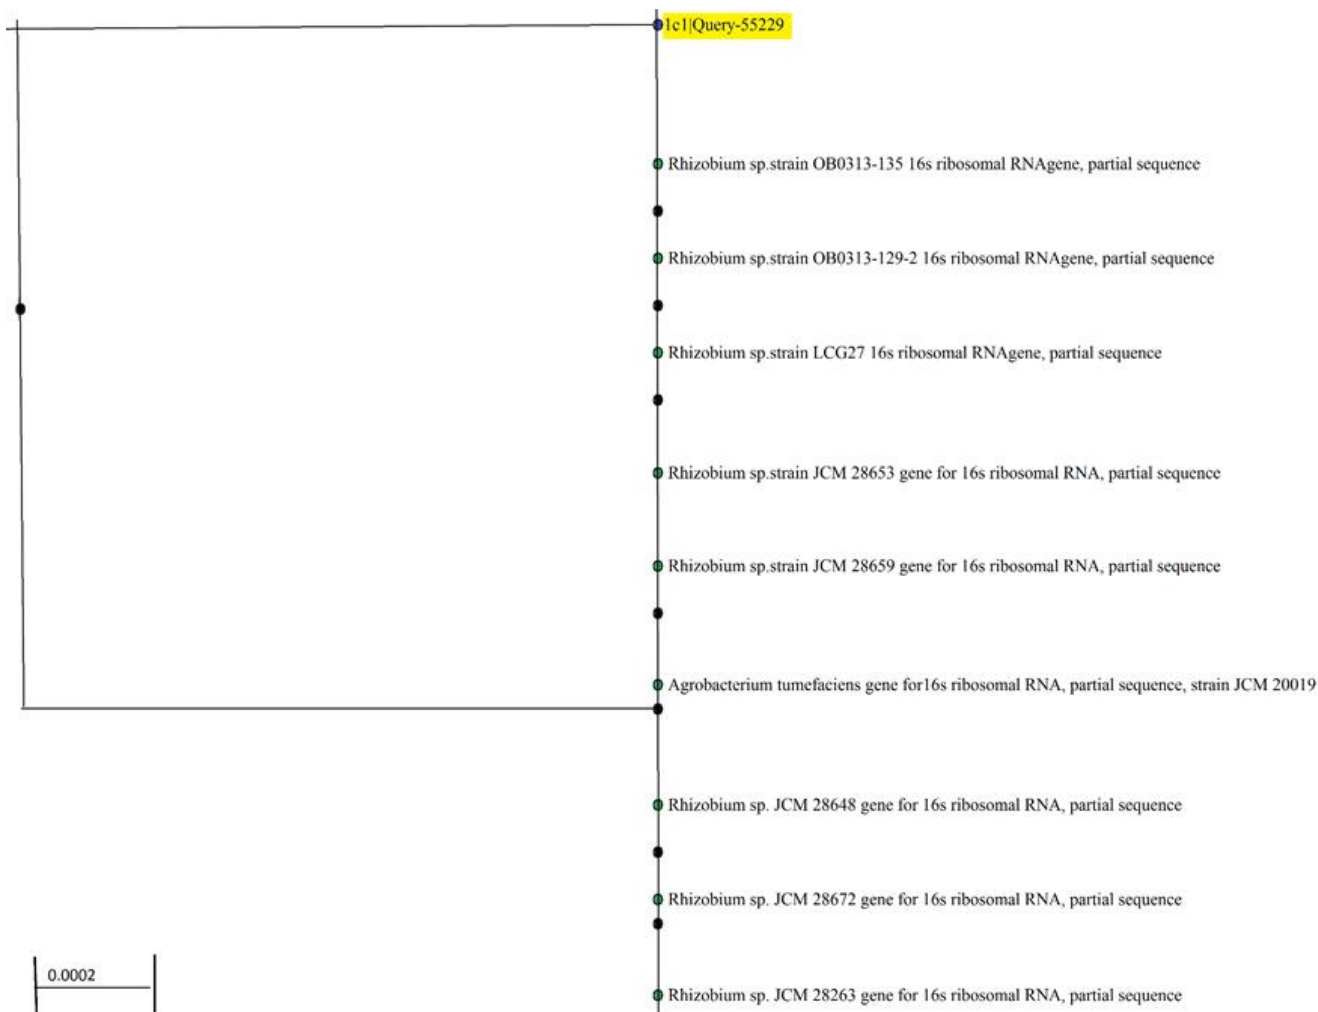 1c1|Query-55229
Rhizobium sp.strain OB0313-135 16s ribosomal RNAgene, partial sequence
Rhizobium sp.strain OB0313-129-2 16s ribosomal RNAgene, partial sequence
Rhizobium sp.strain LCG27 16s ribosomal RNAgene, partial sequence
Rhizobium sp.strain JCM 28653 gene for 16s ribosomal RNA, partial sequence
Rhizobium sp.strain JCM 28659 gene for 16s ribosomal RNA, partial sequence
Agrobacterium tumefaciens gene for16s ribosomal RNA, partial sequence, strain JCM 20019
Rhizobium sp. JCM 28648 gene for 16s ribosomal RNA, partial sequence
Rhizobium sp. JCM 28672 gene for 16s ribosomal RNA, partial sequence
0.0002
Rhizobium sp. JCM 28263 gene for 16s ribosomal RNA, partial sequence